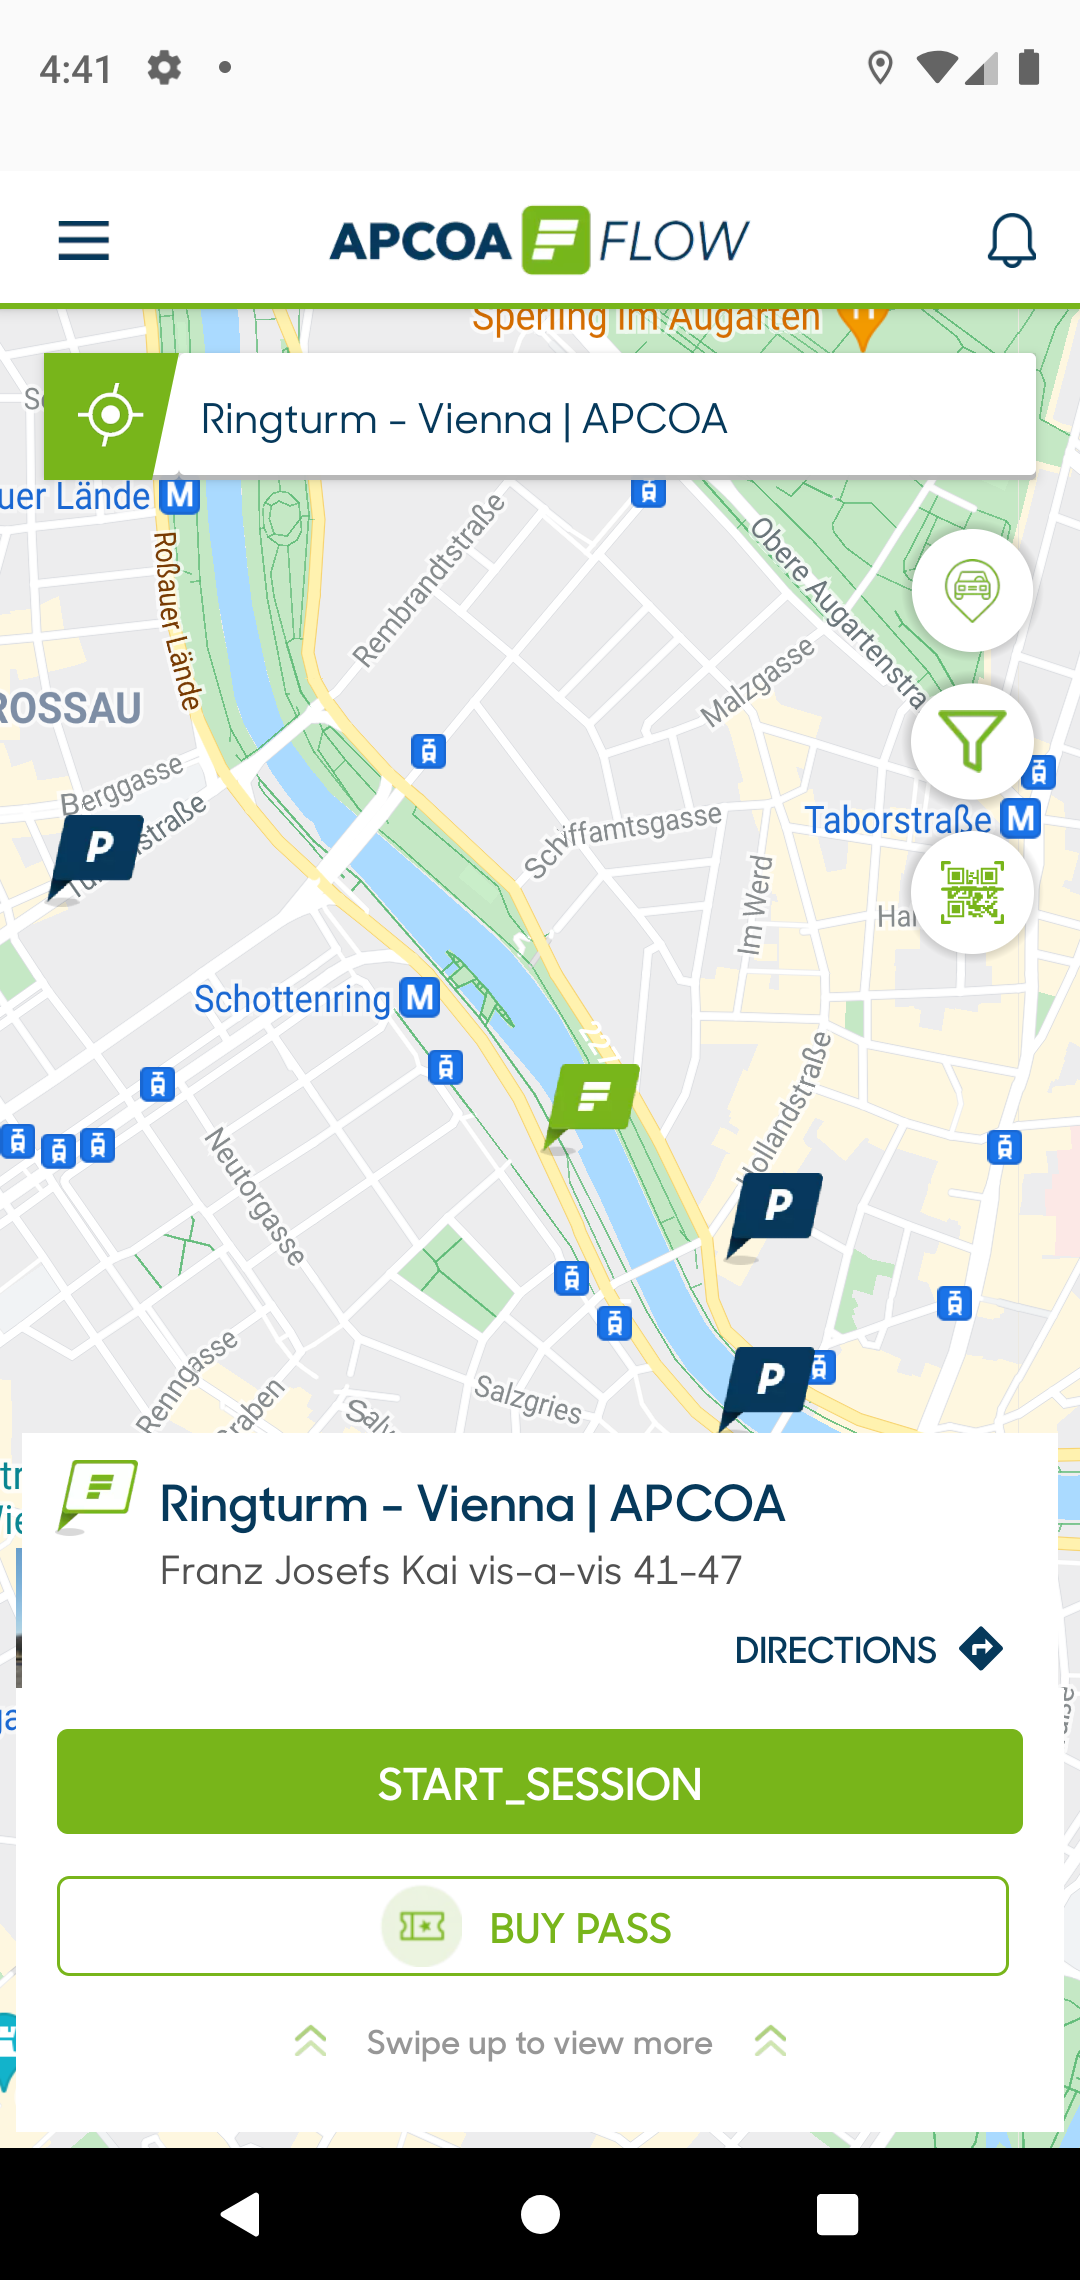 4:41
APCOA FLOW
Sperling im Augarten
Ringturm – Vienna | APCOA
uer Lände M
Roßauer Lände
Rembrandtstraße
Obere Augartenstra
Malzgasse
ROSSAU
Berggasse
straße
P
Schiffamtsgasse
Taborstraße M
Im Werd
Schottenring M
227
Hollandstraße
Neutorgasse
P
P
Renngasse
raben
Salzgries
Ringturm – Vienna | APCOA
Franz Josefs Kai vis-a-vis 41-47
DIRECTIONS
START_SESSION
BUY PASS
Swipe up to view more